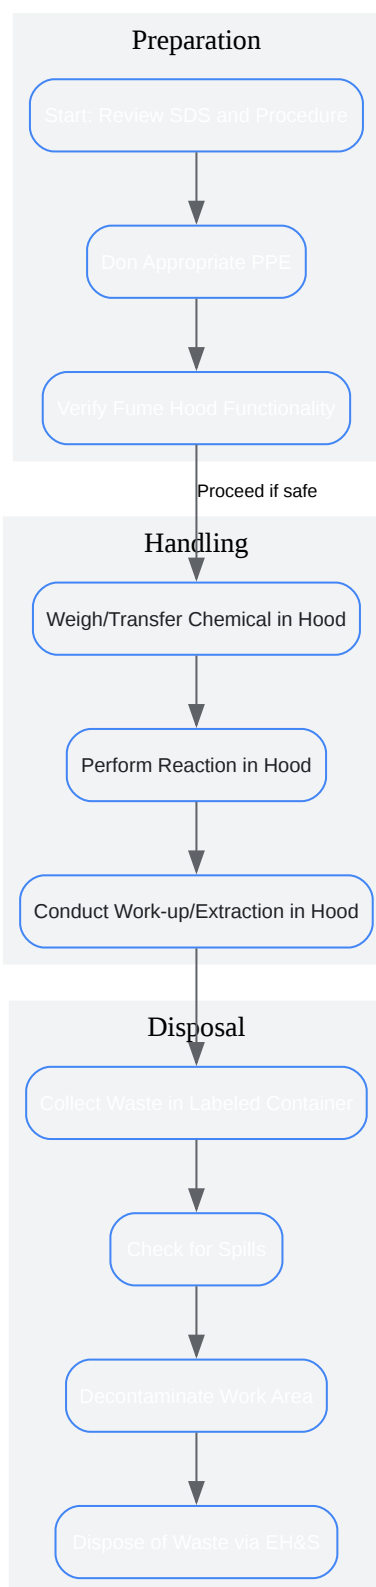 Preparation
Start: Review SDS and Procedure
Don Appropriate PPE
Verify Fume Hood Functionality
Proceed if safe
Handling
Weigh/Transfer Chemical in Hood
Perform Reaction in Hood
Conduct Work-up/Extraction in Hood
Disposal
Collect Waste in Labeled Container
Check for Spills
Decontaminate Work Area
Dispose of Waste via EH&S